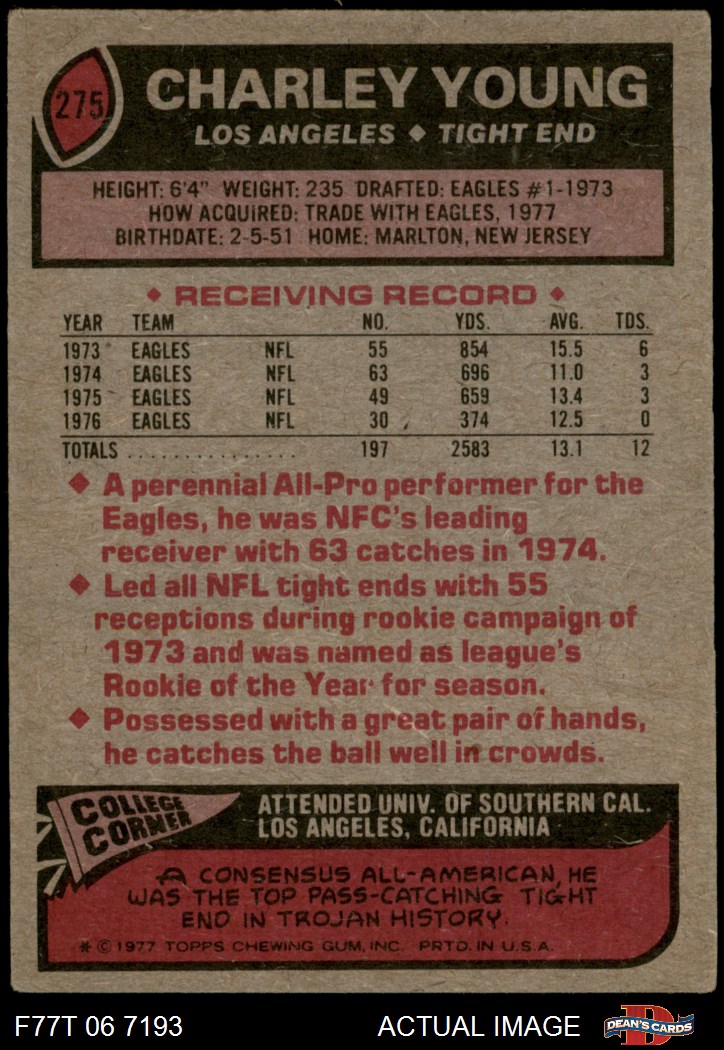 275
CHARLEY YOUNG
LOS ANGELES ◆ TIGHT END
HEIGHT: 6'4" WEIGHT: 235 DRAFTED: EAGLES #1-1973
HOW ACQUIRED: TRADE WITH EAGLES, 1977
BIRTHDATE: 2-5-51 HOME: MARLTON, NEW JERSEY
◆ RECEIVING RECORD ◆
YEAR TEAM NO. YDS. AVG. TDS.
1973 EAGLES NFL 55 854 15.5 6
1974 EAGLES NFL 63 696 11.0 3
1975 EAGLES NFL 49 659 13.4 3
1976 EAGLES NFL 30 374 12.5 0
TOTALS ............... 197 2583 13.1 12
◆ A perennial All-Pro performer for the
Eagles, he was NFC's leading
receiver with 63 catches in 1974.
◆ Led all NFL tight ends with 55
receptions during rookie campaign of
1973 and was named as league's
Rookie of the Year for season.
◆ Possessed with a great pair of hands,
he catches the ball well in crowds.
COLLEGE
CORNER
ATTENDED UNIV. OF SOUTHERN CAL.
LOS ANGELES, CALIFORNIA
A CONSENSUS ALL-AMERICAN, HE
WAS THE TOP PASS-CATCHING TIGHT
END IN TROJAN HISTORY.
* © 1977 TOPPS CHEWING GUM, INC. PRTD. IN U.S.A.
F77T 06 7193 ACTUAL IMAGE
D
DEAN'S CARDS